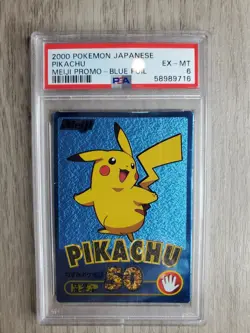 2000 POKEMON JAPANESE
PIKACHU
EX-MT
MEIJI PROMO-BLUE FOIL
6
PSA
58989716
Meiji
PIKACHU
50